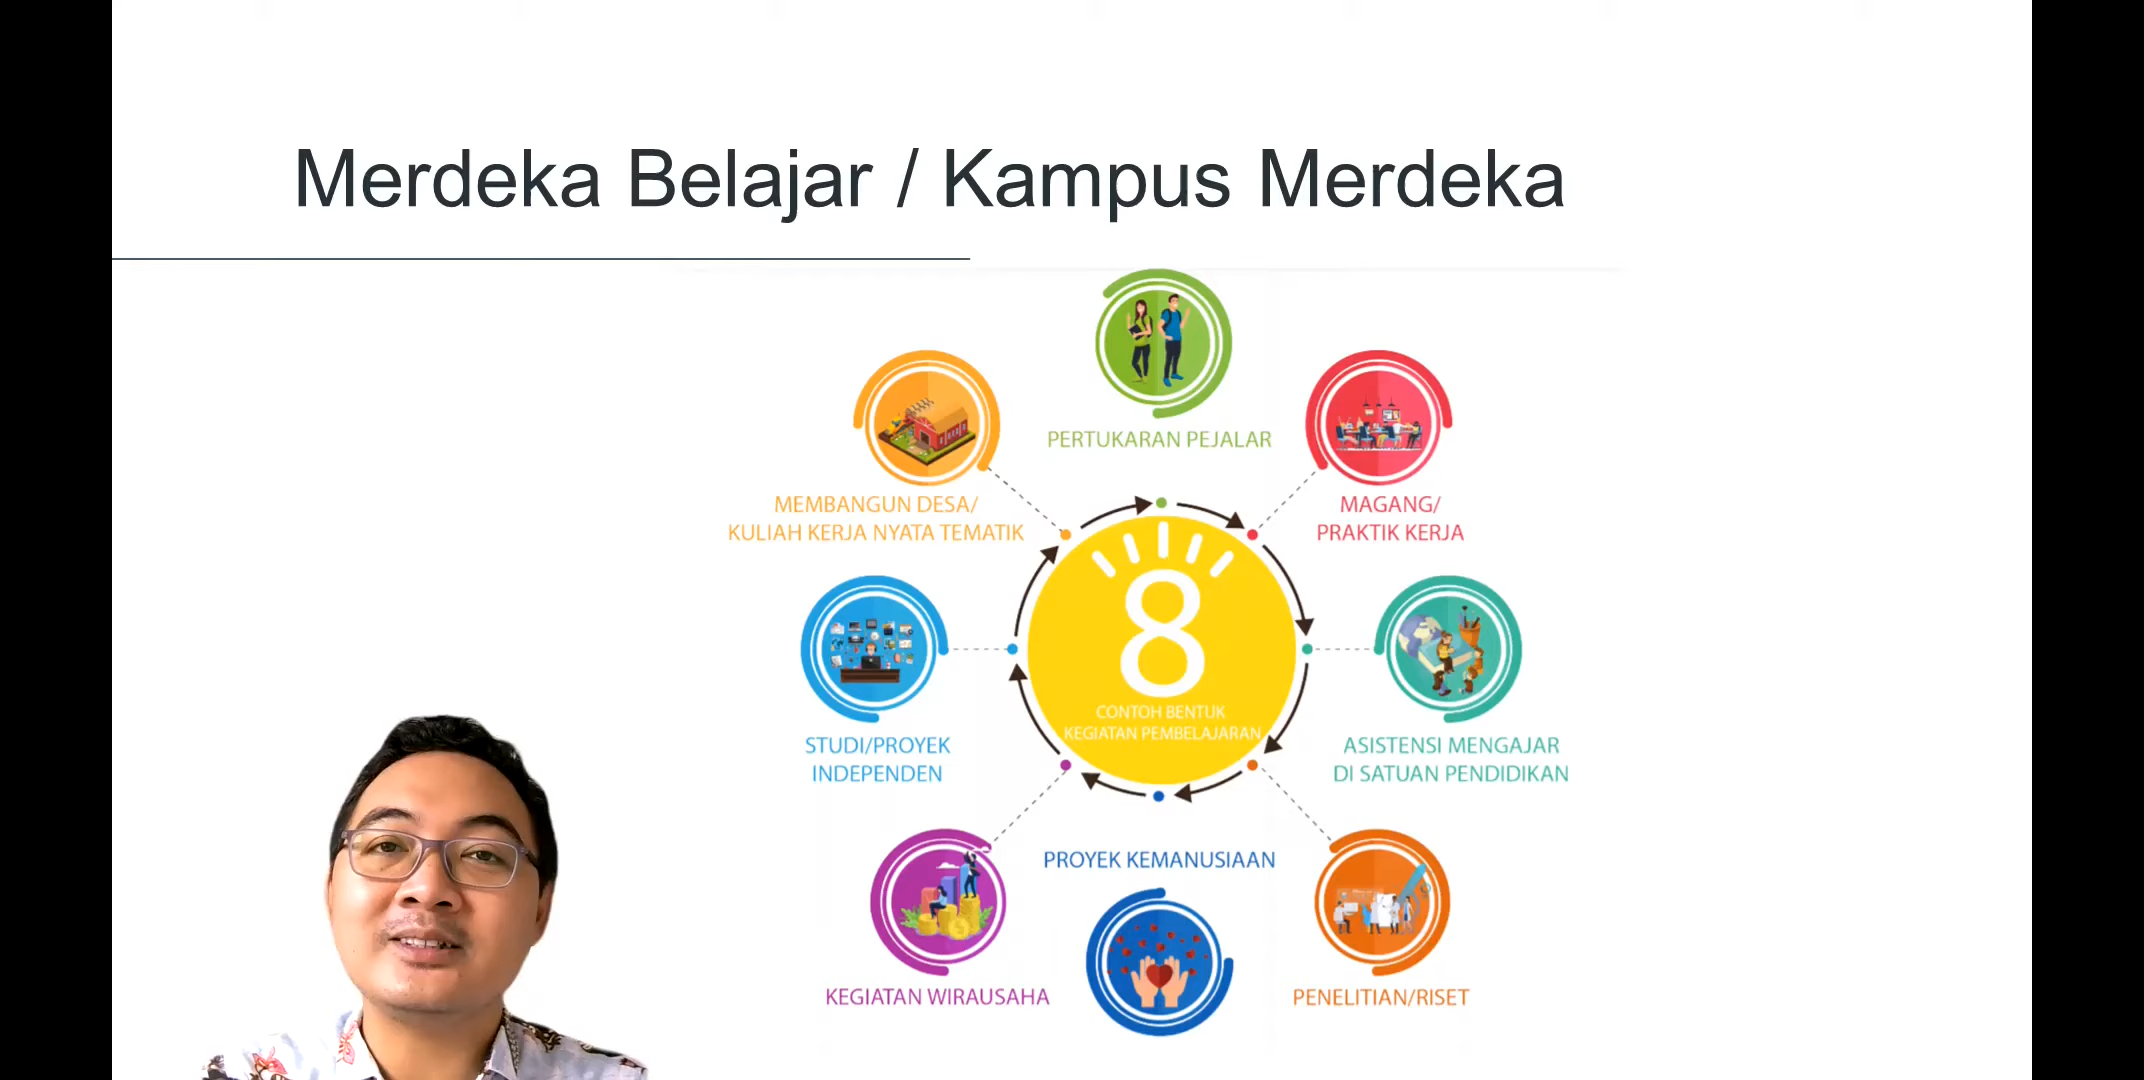 Merdeka Belajar / Kampus Merdeka
PERTUKARAN PEJALAR
MEMBANGUN DESA/
KULIAH KERJA NYATA TEMATIK
MAGANG/
PRAKTIK KERJA
8
CONTOH BENTUK
KEGIATAN PEMBELAJARAN
STUDI/PROYEK
INDEPENDEN
ASISTENSI MENGAJAR
DI SATUAN PENDIDIKAN
PROYEK KEMANUSIAAN
KEGIATAN WIRAUSAHA
PENELITIAN/RISET